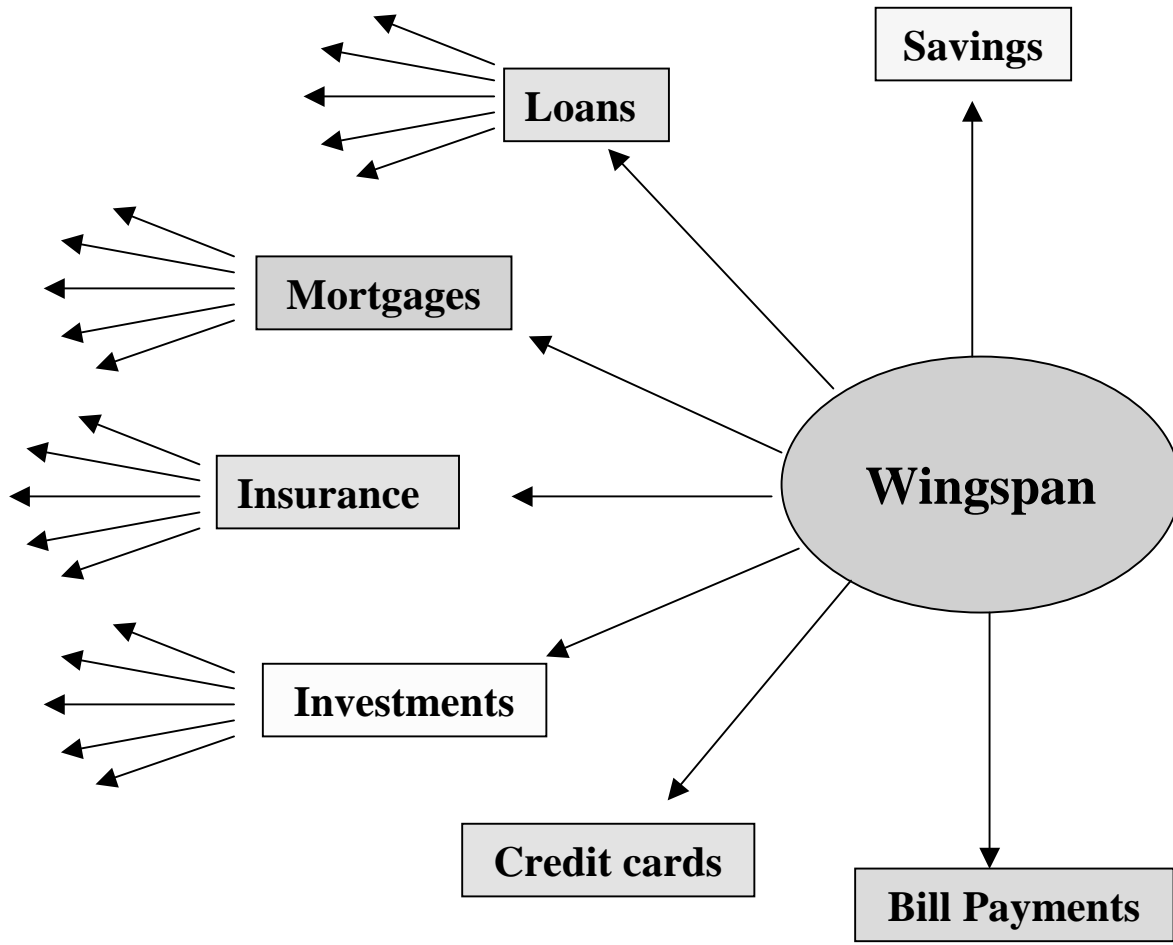 Savings
Loans
Mortgages
Wingspan
Insurance
Investments
Credit cards
Bill Payments